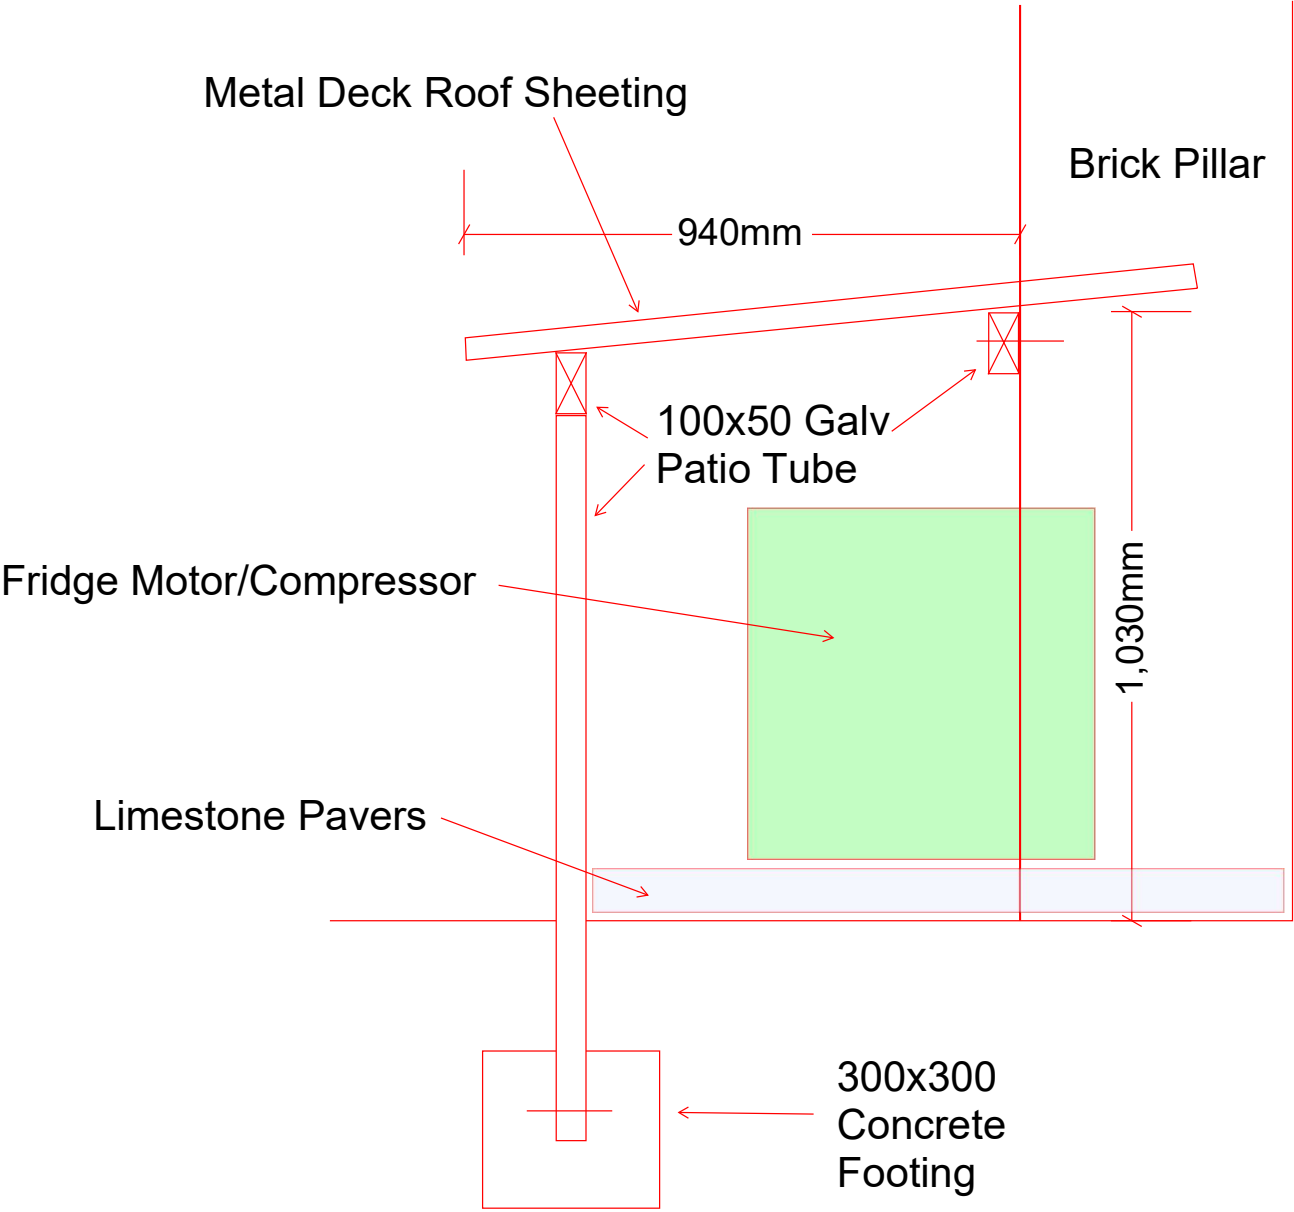 Metal Deck Roof Sheeting
Brick Pillar
940mm
100x50 Galv
Patio Tube
Fridge Motor/Compressor
1,030mm
Limestone Pavers
300x300
Concrete
Footing